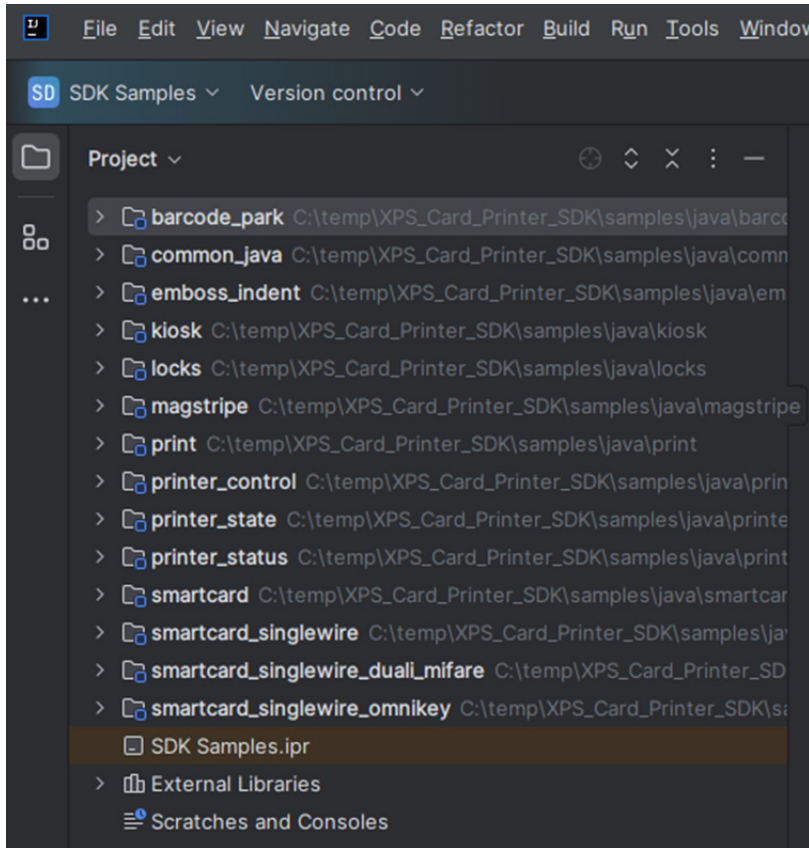 File Edit View Navigate Code Refactor Build Run Tools Window
SD SDK Samples Version control
Project
barcode_park C:\temp\XPS_Card_Printer_SDK\samples\java\barco
common_java C:\temp\XPS_Card_Printer_SDK\samples\java\comm
emboss_indent C:\temp\XPS_Card_Printer_SDK\samples\java\em
kiosk C:\temp\XPS_Card_Printer_SDK\samples\java\kiosk
locks C:\temp\XPS_Card_Printer_SDK\samples\java\locks
magstripe C:\temp\XPS_Card_Printer_SDK\samples\java\magstripe
print C:\temp\XPS_Card_Printer_SDK\samples\java\print
printer_control C:\temp\XPS_Card_Printer_SDK\samples\java\prin
printer_state C:\temp\XPS_Card_Printer_SDK\samples\java\printe
printer_status C:\temp\XPS_Card_Printer_SDK\samples\java\print
smartcard C:\temp\XPS_Card_Printer_SDK\samples\java\smartcar
smartcard_singlewire C:\temp\XPS_Card_Printer_SDK\samples\ja
smartcard_singlewire_duali_mifare C:\temp\XPS_Card_Printer_SD
smartcard_singlewire_omnikey C:\temp\XPS_Card_Printer_SDK\sa
SDK Samples.ipr
External Libraries
Scratches and Consoles